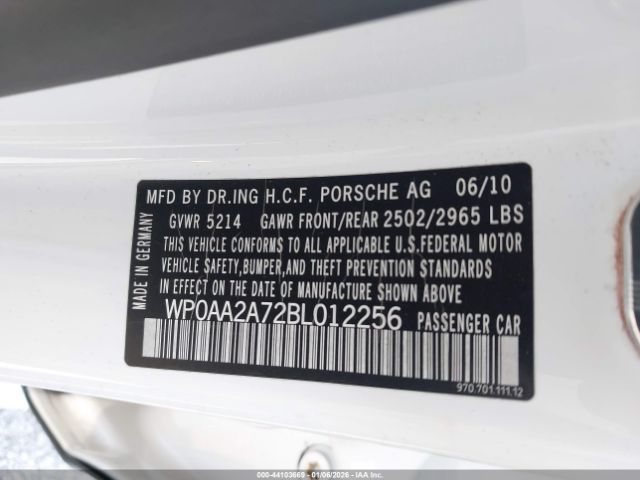 MFD BY DR.ING H.C.F. PORSCHE AG 06/10
GVWR 5214 GAWR FRONT/REAR 2502/2965 LBS
THIS VEHICLE CONFORMS TO ALL APPLICABLE U.S.FEDERAL MOTOR
VEHICLE SAFETY,BUMPER,AND THEFT PREVENTION STANDARDS
IN EFFECT ON THE DATE OF MANUFACTURE SHOWN ABOVE.
WP0AA2A72BL012256 PASSENGER CAR
MADE IN GERMANY
970.701.111.12
000-44103669 - 01/06/2026 - IAAI.COM